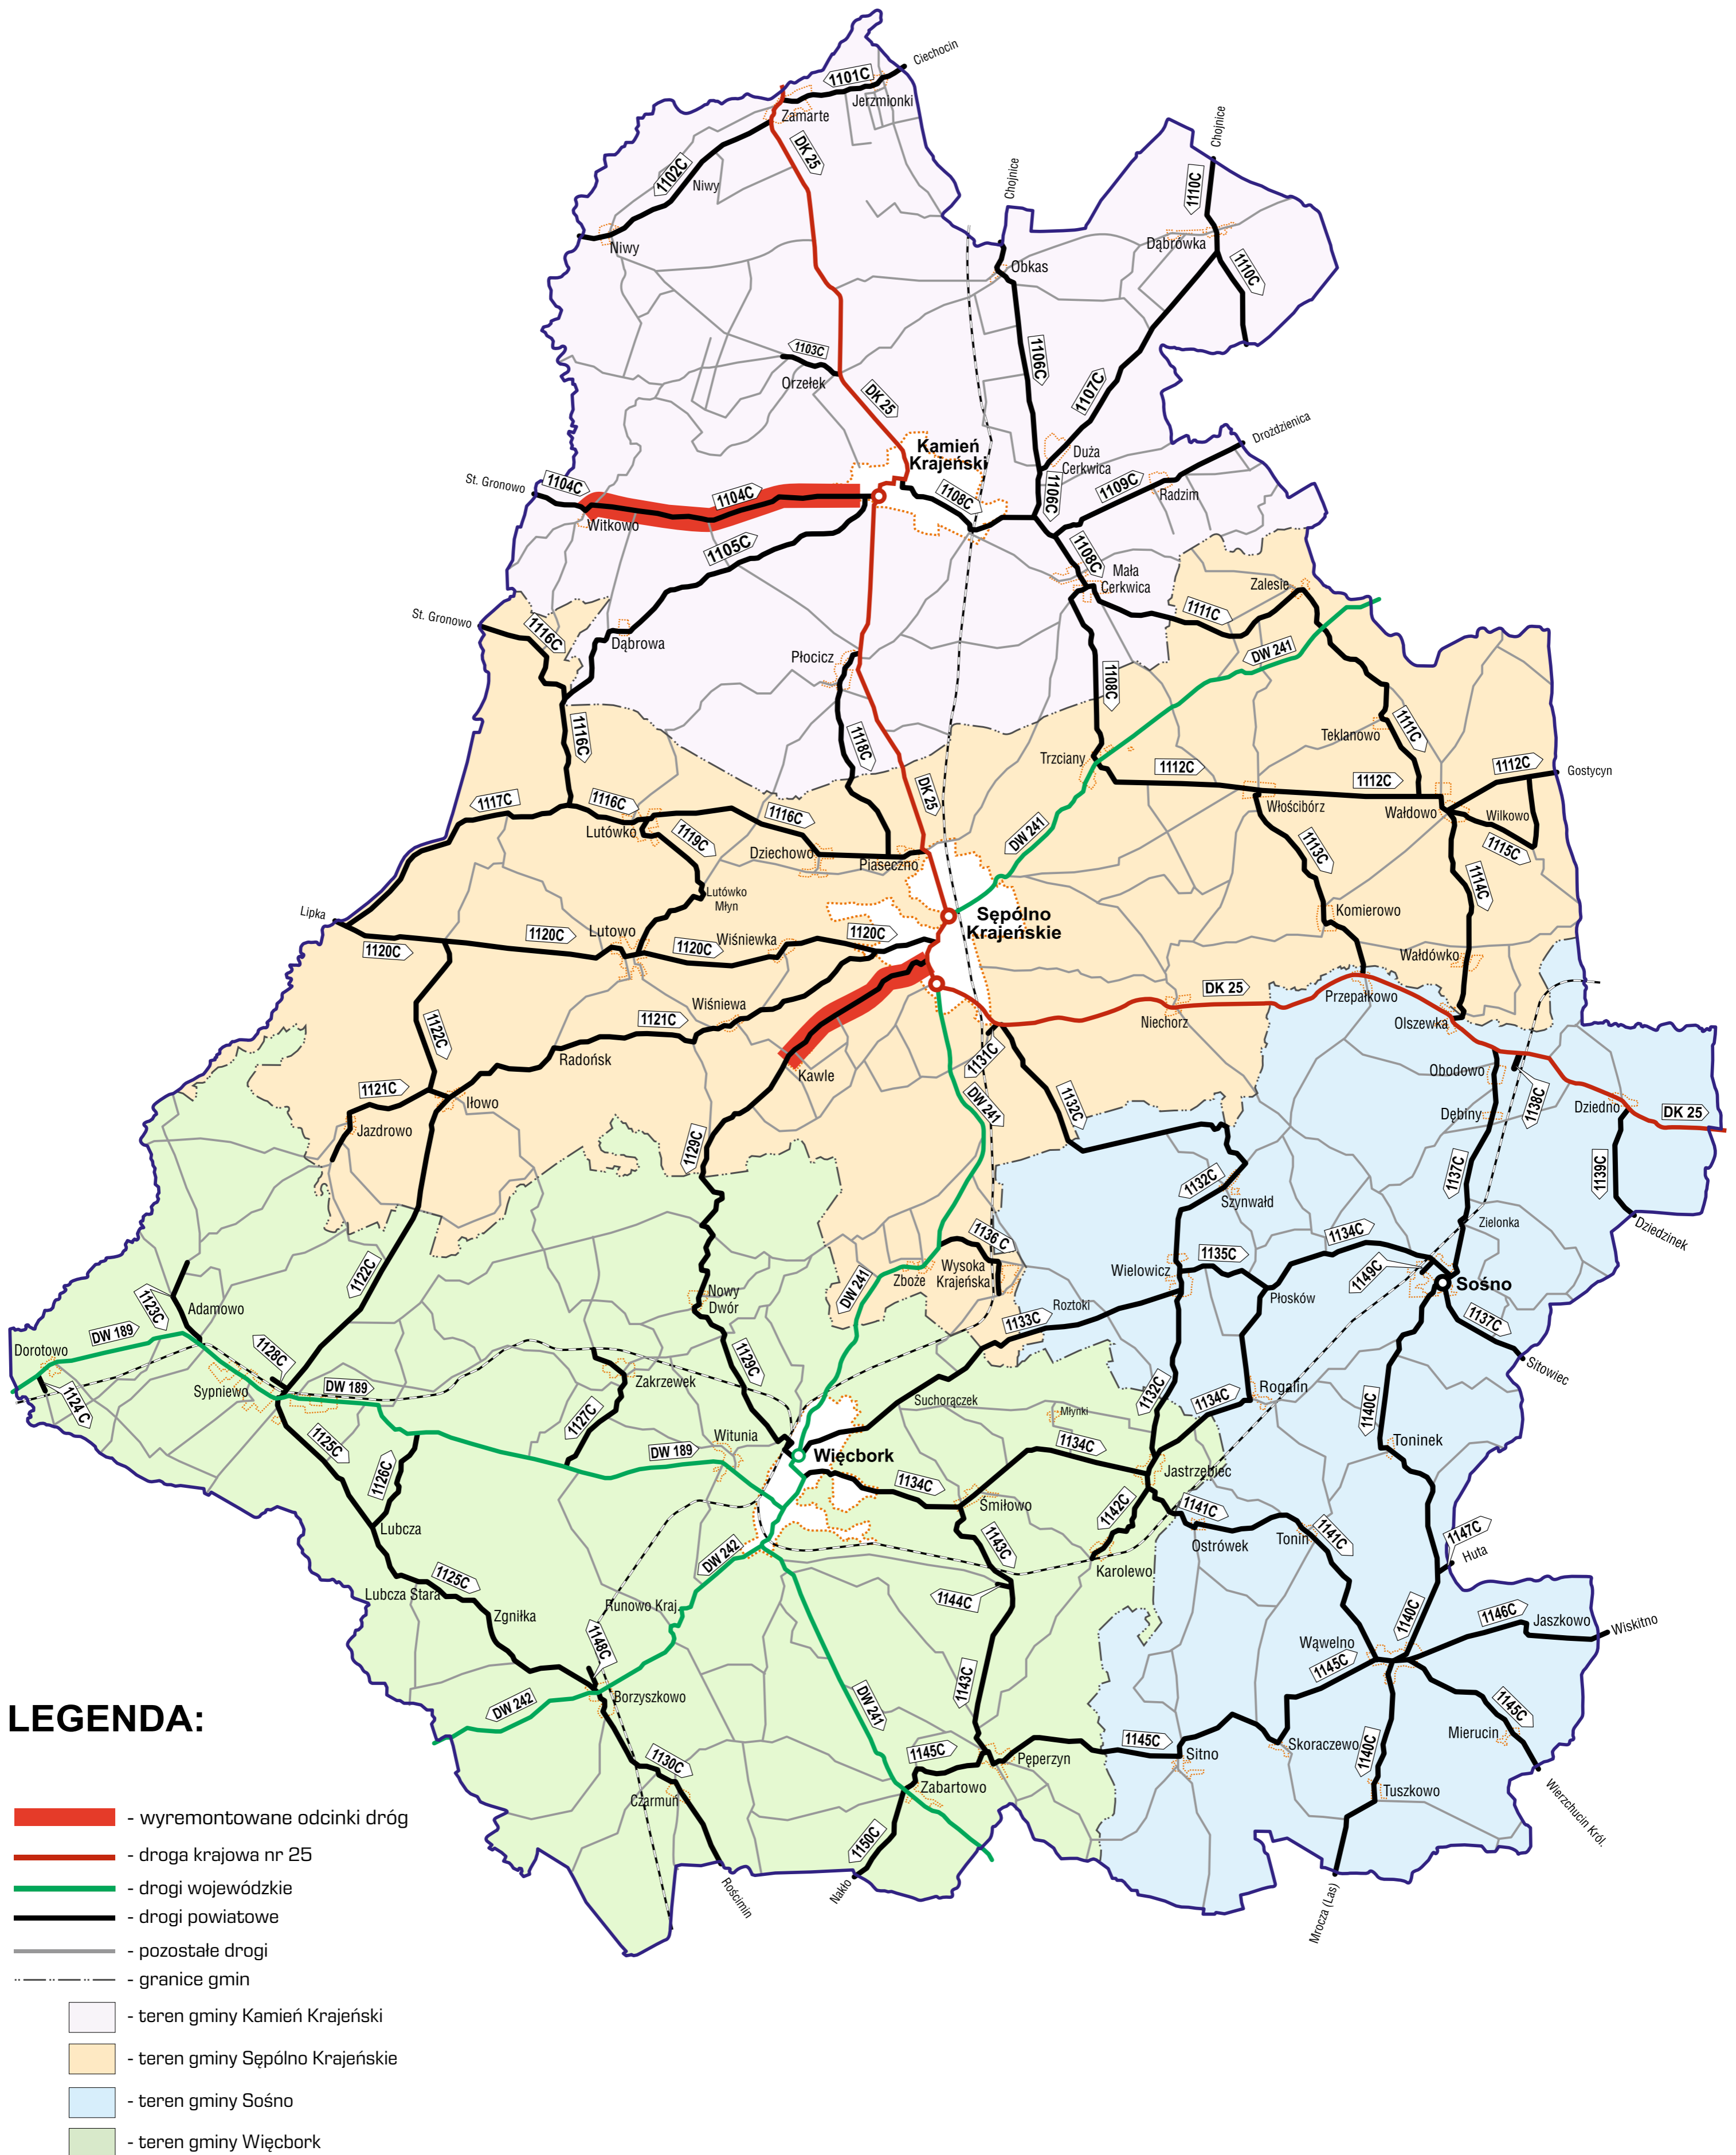 Ciechocin
1101C
Jerzmionki
Zamarte
DK 25
1102C
Niwy
Niwy
Chojnice
Chojnice
1110C
Dąbrówka
1110C
Obkas
1103C
Orzełek
1106C
1107C
DK 25
Kamień
Krajeński
Duża
Cerkwica
Drożdzienica
St. Gronowo
1104C
1104C
Witkowo
1108C
1106C
1109C
Radzim
1105C
1108C
Mała
Cerkwica
Zalesie
St. Gronowo
1116C
Dąbrowa
1111C
Płocicz
DW 241
1108C
1116C
1118C
Teklanowo
1111C
Trzciany
1112C
1112C
1112C
Gostycyn
DK 25
1117C
1116C
Lutówko
1116C
Włościbórz
Wałdowo
Wilkowo
1119C
Dziechowo
Piaseczno
DW 241
1113C
1115C
1114C
Lutówko
Młyn
Lipka
Sępólno
Krajeńskie
Komierowo
1120C
1120C
Lutowo
1120C
Wiśniewka
1120C
Wałdówko
DK 25
Przepałkowo
Wiśniewa
Niechorz
Olszewka
1122C
1121C
Radońsk
1131C
Kawle
Obodowo
1138C
1121C
Iłowo
DW 241
1132C
Dębiny
Dziedno
DK 25
Jazdrowo
1129C
1137C
1139C
1132C
Szynwałd
Zielonka
Dziedzinek
1136 C
1134C
1122C
Zboże
Wysoka
Krajeńska
Wielowicz
1135C
1149C
Sośno
Nowy
Dwór
DW 241
Roztoki
Płosków
1123C
Adamowo
1133C
1137C
DW 189
Dorotowo
1128C
Sitowiec
1124 C
Sypniewo
DW 189
Zakrzewek
1129C
Suchorączek
1132C
Rogalin
1134C
1140C
Młynki
1125C
1127C
Witunia
DW 189
Więcbork
1134C
Toninek
1126C
Jastrzębiec
1134C
Śmiłowo
1142C
1141C
Lubcza
Tonin
1141C
Ostrówek
1147C
Huta
DW 242
1143C
Karolewo
1125C
Lubcza Stara
1144C
Runowo Kraj.
Zgniłka
1140C
1146C
Jaszkowo
Wiskitno
1148C
Wąwelno
1145C
1143C
Borzyszkowo
DW 242
DW 241
1145C
Mierucin
1130C
1145C
Pęperzyn
1145C
Sitno
Skoraczewo
1140C
Czarmuń
Zabartowo
Tuszkowo
Wierzchucin Król.
1150C
Rościmin
Nakło
Mrocza (Las)
LEGENDA:
- wyremontowane odcinki dróg
- droga krajowa nr 25
- drogi wojewódzkie
- drogi powiatowe
- pozostałe drogi
- granice gmin
- teren gminy Kamień Krajeński
- teren gminy Sępólno Krajeńskie
- teren gminy Sośno
- teren gminy Więcbork